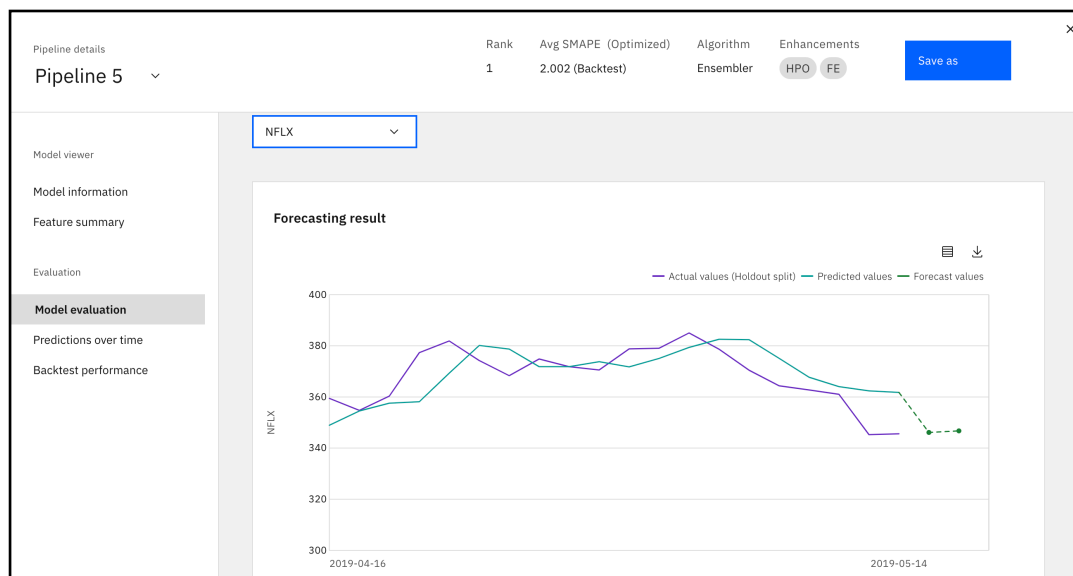 Pipeline details
Pipeline 5
Rank
1
Avg SMAPE (Optimized)
2.002 (Backtest)
Algorithm
Ensembler
Enhancements
HPO FE
Save as
Model viewer
Model information
Feature summary
Evaluation
Model evaluation
Predictions over time
Backtest performance
NFLX
Forecasting result
Actual values (Holdout split) Predicted values Forecast values
NFLX
400
380
360
340
320
300
2019-04-16 2019-05-14